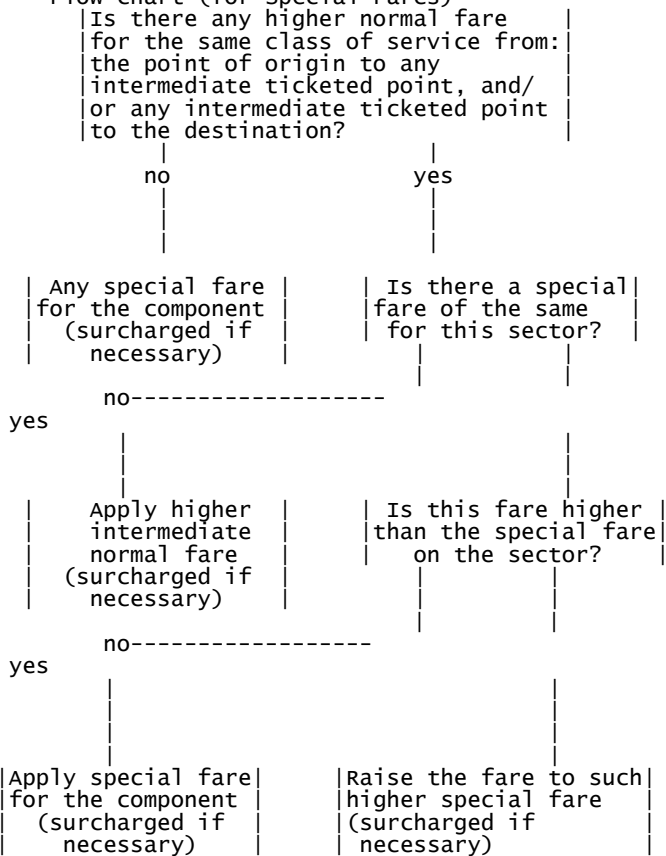 Flow Chart (for special fares)
|Is there any higher normal fare |
|for the same class of service from:|
|the point of origin to any |
|intermediate ticketed point, and/ |
|or any intermediate ticketed point |
|to the destination? |
| |
no yes
| |
| |
| |
| Any special fare | | Is there a special|
|for the component | |fare of the same |
| (surcharged if | | for this sector? |
| necessary) | | |
| |
no-------------------
yes
| |
| |
| |
| Apply higher | | Is this fare higher |
| intermediate | |than the special fare|
| normal fare | | on the sector? |
| (surcharged if | | |
| necessary) | | |
| |
no------------------
yes
| |
| |
| |
| |
|Apply special fare| |Raise the fare to such|
|for the component | |higher special fare |
| (surcharged if | |(surcharged if |
| necessary) | | necessary) |